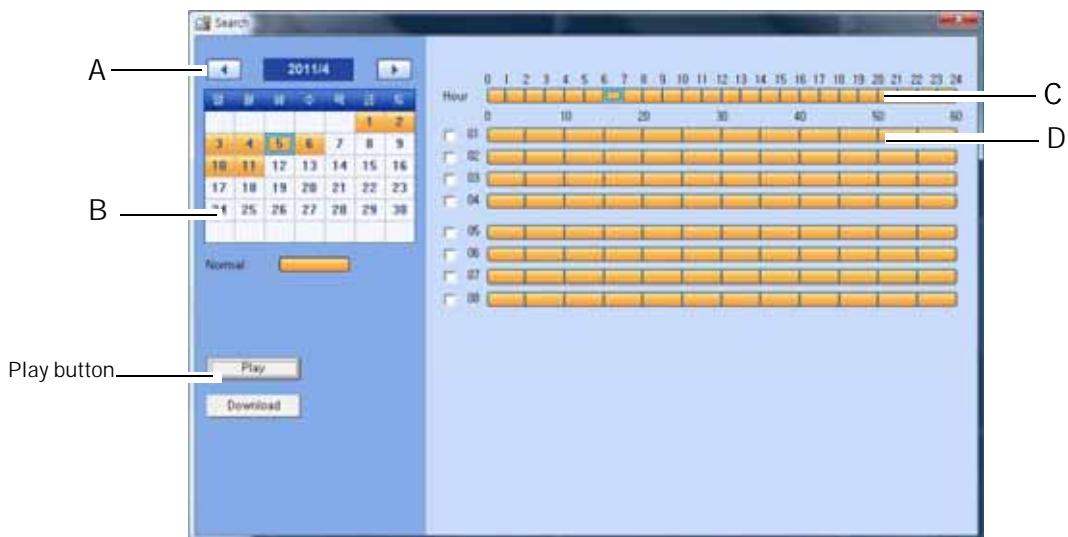 Search
A
2011/4
0 1 2 3 4 5 6 7 8 9 10 11 12 13 14 15 16 17 18 19 20 21 22 23 24
Hour
C
0 10 20 30 40 50 60
01
D
02
03
04
05
06
07
08
1 2
3 4 5 6 7 8 9
10 11 12 13 14 15 16
17 18 19 20 21 22 23
B
24 25 26 27 28 29 30
Normal
Play button
Play
Download